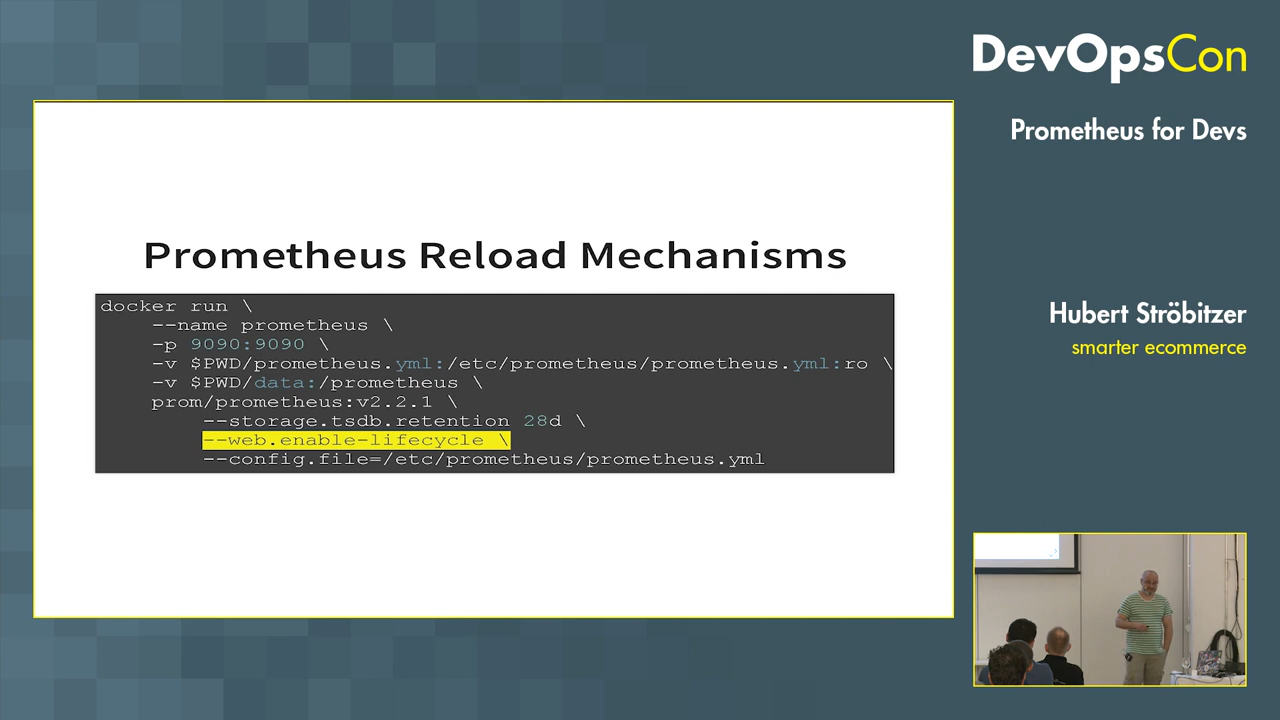 DevOpsCon
Prometheus for Devs
Prometheus Reload Mechanisms
docker run \
--name prometheus \
-p 9090:9090 \
-v $PWD/prometheus.yml:/etc/prometheus/prometheus.yml:ro \
-v $PWD/data:/prometheus \
prom/prometheus:v2.2.1 \
--storage.tsdb.retention 28d \
--web.enable-lifecycle \
--config.file=/etc/prometheus/prometheus.yml
Hubert Ströbitzer
smarter ecommerce